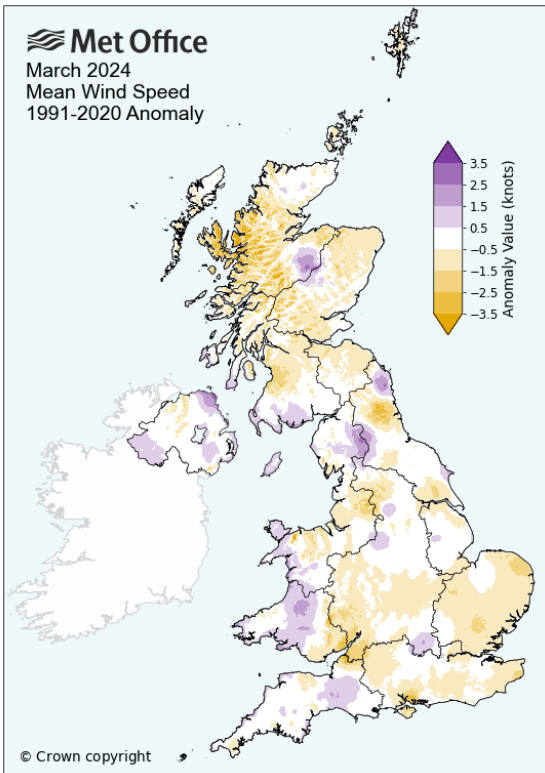 Met Office
March 2024
Mean Wind Speed
1991-2020 Anomaly
3.5
2.5
1.5
0.5
−0.5
−1.5
−2.5
−3.5
Anomaly Value (knots)
© Crown copyright